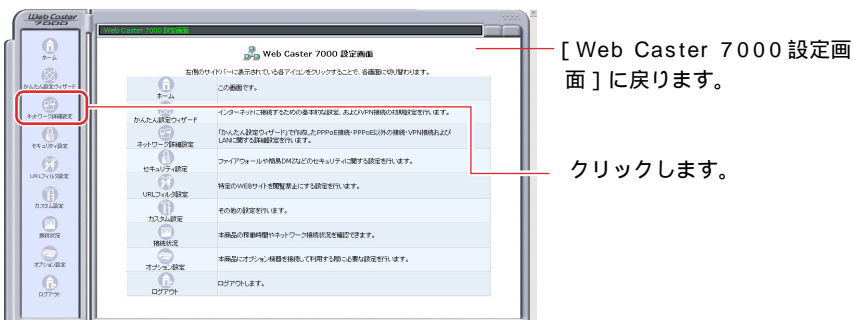 Web Caster
7000
Web Caster 7000 設定画面
ホーム
かんたん設定ウィザード
ネットワーク詳細設定
セキュリティ設定
URLフィルタ設定
カスタム設定
接続状況
オプション設定
ログアウト
Web Caster 7000 設定画面
左側のサイドバーに表示されている各アイコンをクリックすることで、各画面に切り替わります。
ホーム
この画面です。
かんたん設定ウィザード
インターネットに接続するための基本的な設定、およびVPN接続の初期設定を行います。
ネットワーク詳細設定
「かんたん設定ウィザード」で作成したPPPoE接続・PPPoE以外の接続・VPN接続および
LANに関する詳細設定を行います。
セキュリティ設定
ファイアウォールや簡易DMZなどのセキュリティに関する設定を行います。
URLフィルタ設定
特定のWEBサイトを閲覧禁止にする設定を行います。
カスタム設定
その他の設定を行います。
接続状況
本商品の稼働時間やネットワーク接続状況を確認できます。
オプション設定
本商品にオプション機器を接続して利用する際に必要な設定を行います。
ログアウト
ログアウトします。
[Web Caster 7000設定画
面]に戻ります。
クリックします。